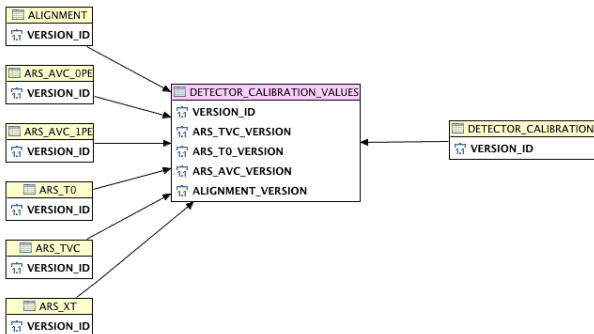 ALIGNMENT
VERSION_ID
ARS_AVC_0PE
VERSION_ID
ARS_AVC_1PE
VERSION_ID
ARS_T0
VERSION_ID
ARS_TVC
VERSION_ID
ARS_XT
VERSION_ID
DETECTOR_CALIBRATION_VALUES
VERSION_ID
ARS_TVC_VERSION
ARS_T0_VERSION
ARS_AVC_VERSION
ALIGNMENT_VERSION
DETECTOR_CALIBRATION
VERSION_ID